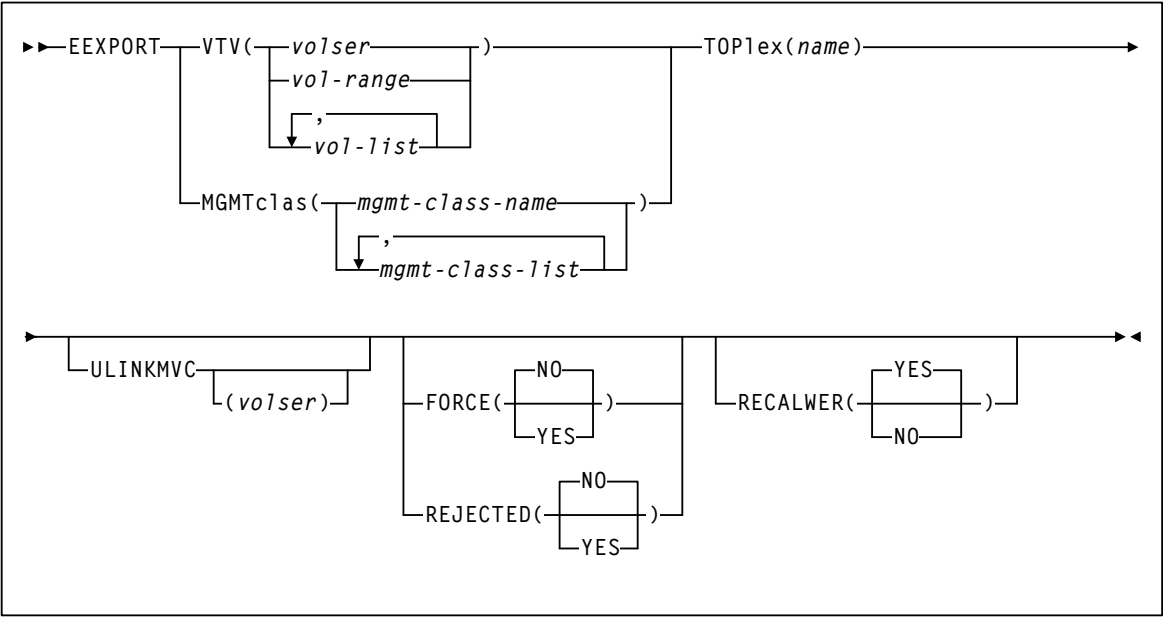 EEXPORT VTV( volser ) TOPlex(name)
vol-range
,
vol-list
MGMTclas( mgmt-class-name )
,
mgmt-class-list
ULINKMVC
(volser)
NO
FORCE( )
YES
YES
RECALWER( )
NO
NO
REJECTED( )
YES